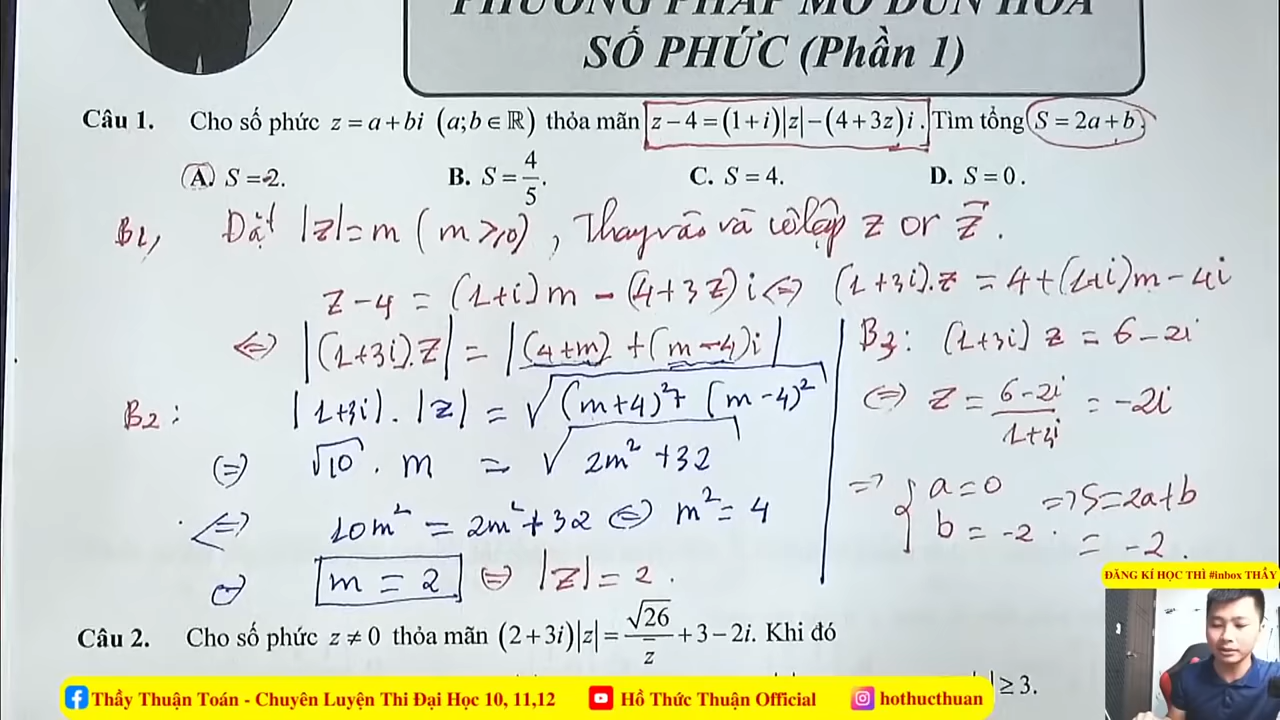 PHƯƠNG PHÁP MÔ ĐUN HÓA
SỐ PHỨC (Phần 1)
Câu 1. Cho số phức z = a + bi (a;b ∈ ℝ) thỏa mãn z − 4 = (1+i)|z| − (4+3z)i. Tìm tổng S = 2a + b.
A. S = -2. B. S = 4/5. C. S = 4. D. S = 0.
B1, Đặt |z| = m (m ≥ 0), Thay vào và cô lập z or z̄.
z − 4 = (1+i)m − (4+3z)i ⇔ (1+3i).z = 4+(1+i)m − 4i
⇔ |(1+3i).z| = |(4+m) + (m−4)i|
B2: |1+3i|.|z| = √((m+4)² + (m−4)²)
⇔ √10 . m = √(2m² + 32)
⇔ 10m² = 2m² + 32 ⇔ m² = 4
⇔ m = 2 ⇔ |z| = 2.
B3: (1+3i) z = 6 − 2i
⇔ z = (6−2i)/(1+3i) = −2i
⇒ { a = 0
b = −2.
⇒ S = 2a+b
= −2.
Câu 2. Cho số phức z ≠ 0 thỏa mãn (2+3i)|z| = √26/z̄ + 3 − 2i. Khi đó
≥ 3.
ĐĂNG KÍ HỌC THÌ #inbox THẦY
Thầy Thuận Toán - Chuyên Luyện Thi Đại Học 10, 11,12 Hồ Thức Thuận Official hothucthuan